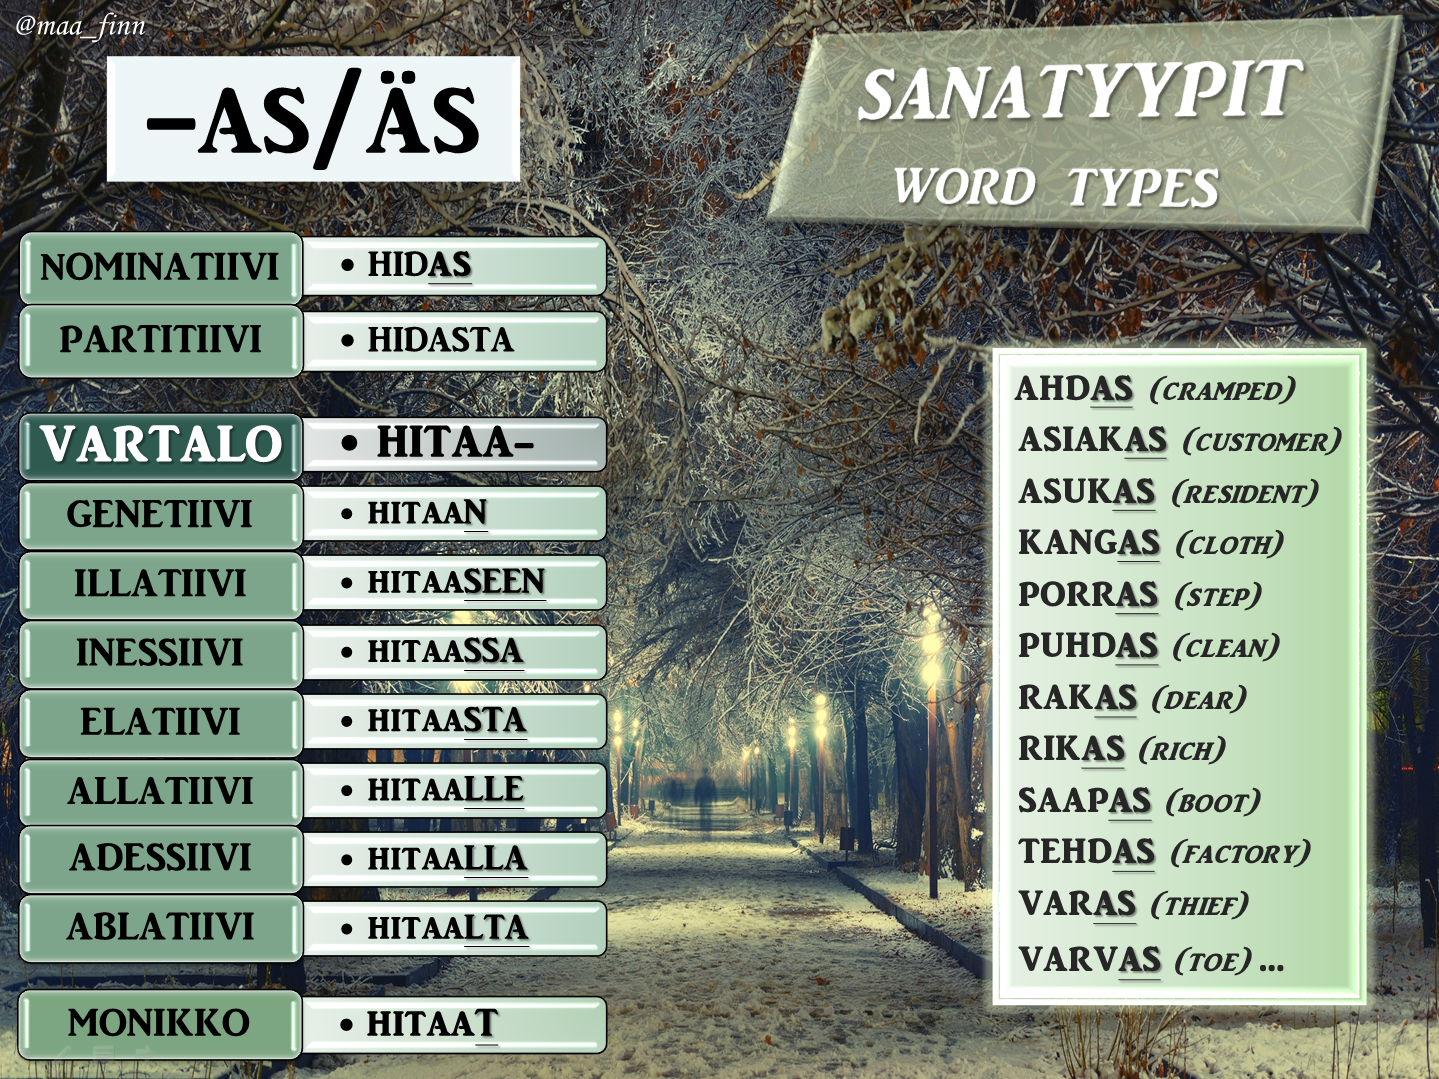 @maa_finn
-AS/ÄS
SANATYYPIT
WORD TYPES
NOMINATIIVI • HIDAS
PARTITIIVI • HIDASTA
VARTALO • HITAA-
GENETIIVI • HITAAN
ILLATIIVI • HITAASEEN
INESSIIVI • HITAASSA
ELATIIVI • HITAASTA
ALLATIIVI • HITAALLE
ADESSIIVI • HITAALLA
ABLATIIVI • HITAALTA
MONIKKO • HITAAT
AHDAS (CRAMPED)
ASIAKAS (CUSTOMER)
ASUKAS (RESIDENT)
KANGAS (CLOTH)
PORRAS (STEP)
PUHDAS (CLEAN)
RAKAS (DEAR)
RIKAS (RICH)
SAAPAS (BOOT)
TEHDAS (FACTORY)
VARAS (THIEF)
VARVAS (TOE) ...